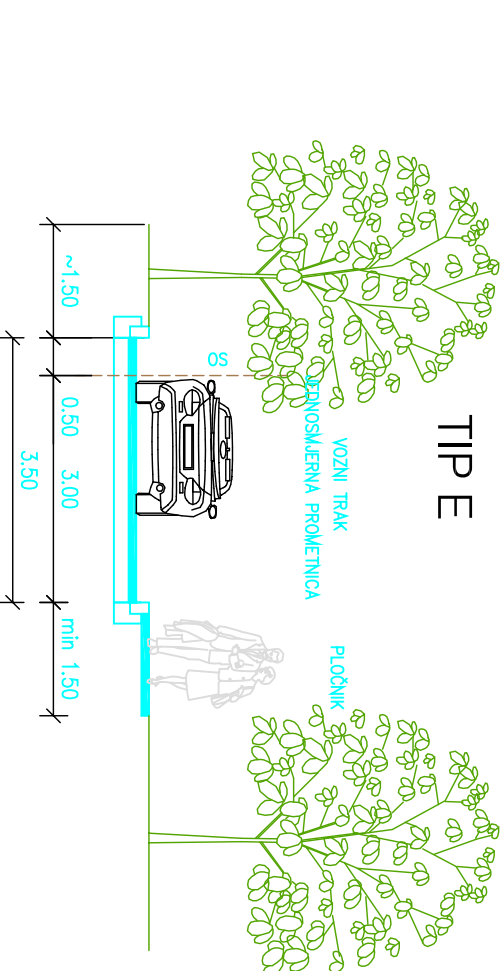 TIP E
VOZNI TRAK
JEDNOSMJERNA PROMETNICA
PLOČNIK
OS
~1.50
0.50
3.00
min 1.50
3.50